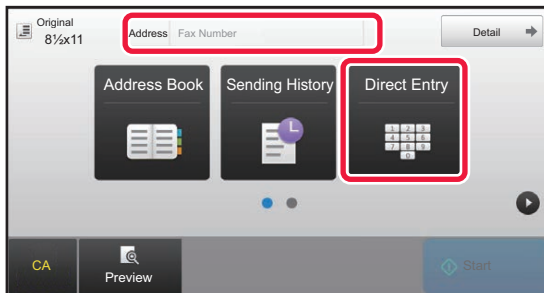 Original
8½x11
Address Fax Number
Detail
Address Book
Sending History
Direct Entry
1 2 3
4 5 6
7 8 9
0
CA
Preview
Start